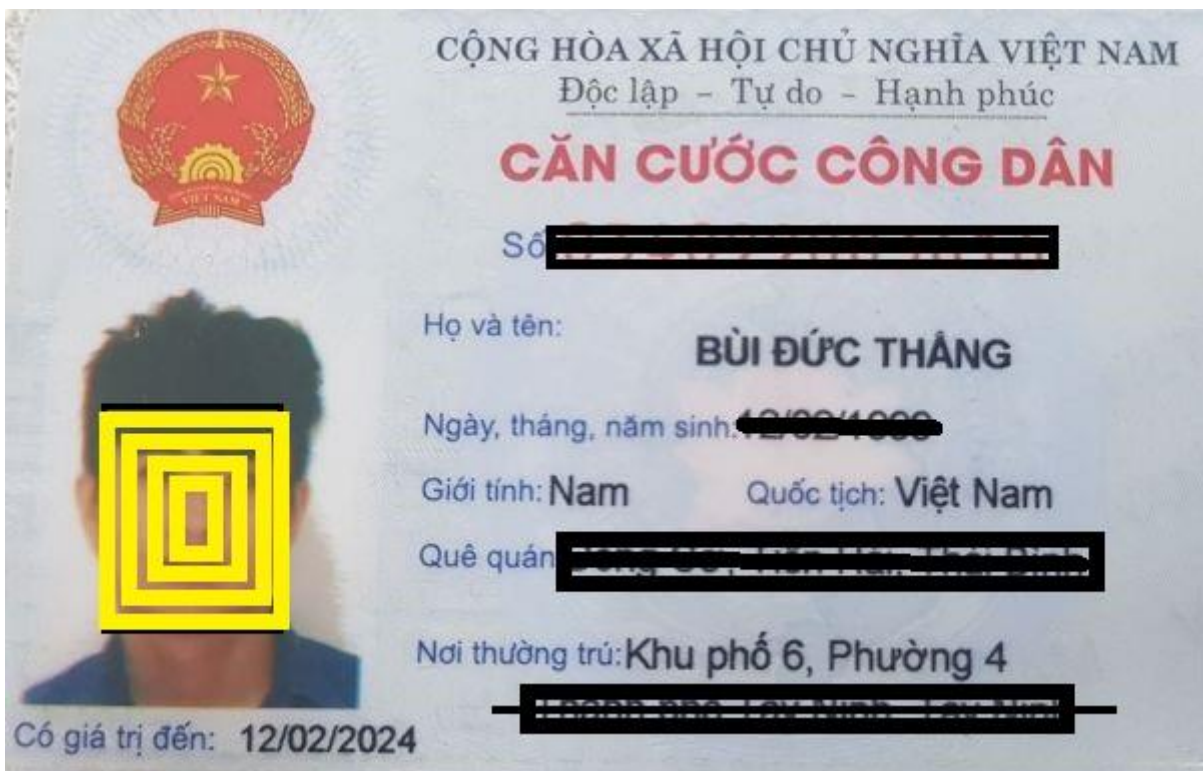 CỘNG HÒA XÃ HỘI CHỦ NGHĨA VIỆT NAM
Độc lập - Tự do - Hạnh phúc
CĂN CƯỚC CÔNG DÂN
VIỆT NAM
Số
Họ và tên:
BÙI ĐỨC THẮNG
Ngày, tháng, năm sinh:
Giới tính: Nam Quốc tịch: Việt Nam
Quê quán
Nơi thường trú: Khu phố 6, Phường 4
Có giá trị đến: 12/02/2024